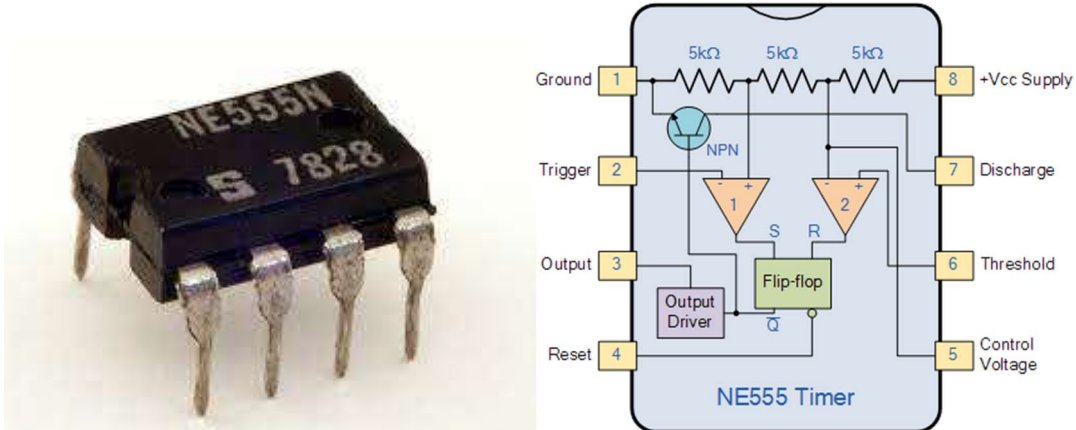 NE555N
S 7828
5kΩ 5kΩ 5kΩ
Ground 1
8 +Vcc Supply
NPN
Trigger 2
7 Discharge
- + - +
1 2
S R
Output 3
6 Threshold
Flip-flop
Output
Driver
Q̅
Reset 4
5 Control
Voltage
NE555 Timer